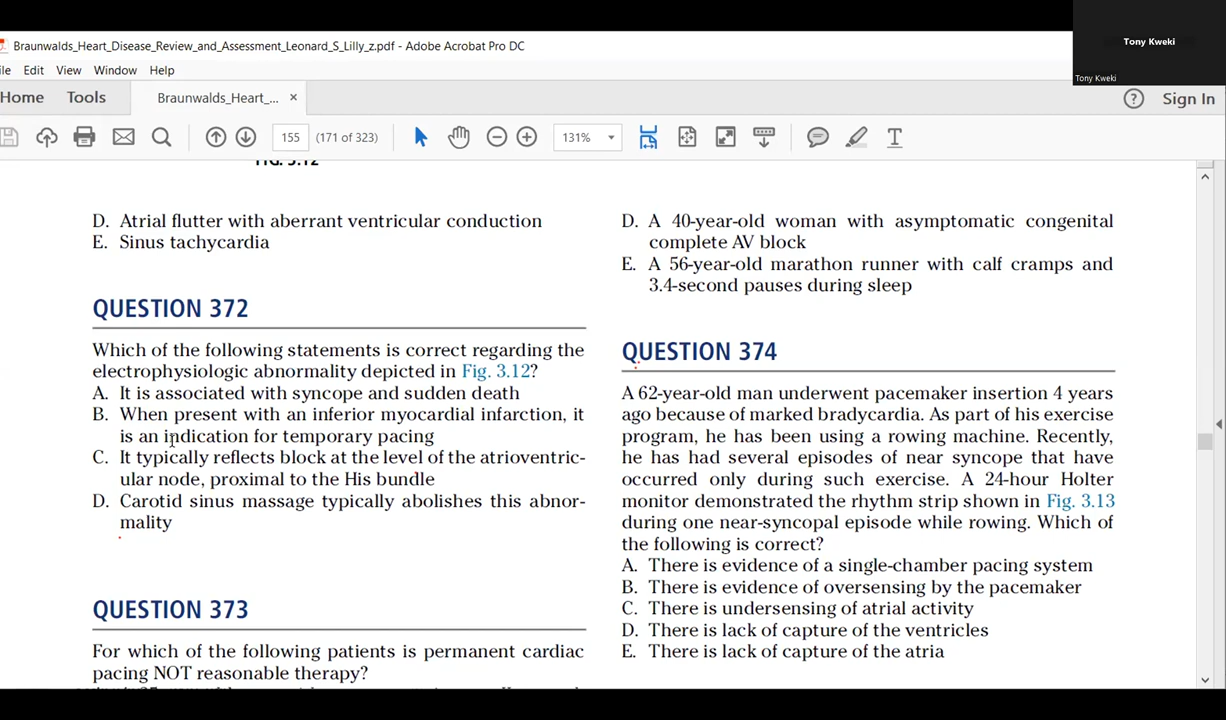 Tony Kweki
Tony Kweki
Braunwalds_Heart_Disease_Review_and_Assessment_Leonard_S_Lilly_z.pdf - Adobe Acrobat Pro DC
Edit View Window Help
Home Tools Braunwalds_Heart_... × ? Sign In
155 (171 of 323) 131%
FIG. 3.12
D. Atrial flutter with aberrant ventricular conduction
E. Sinus tachycardia
QUESTION 372
Which of the following statements is correct regarding the
electrophysiologic abnormality depicted in Fig. 3.12?
A. It is associated with syncope and sudden death
B. When present with an inferior myocardial infarction, it
is an indication for temporary pacing
C. It typically reflects block at the level of the atrioventric-
ular node, proximal to the His bundle
D. Carotid sinus massage typically abolishes this abnor-
mality
QUESTION 373
For which of the following patients is permanent cardiac
pacing NOT reasonable therapy?
D. A 40-year-old woman with asymptomatic congenital
complete AV block
E. A 56-year-old marathon runner with calf cramps and
3.4-second pauses during sleep
QUESTION 374
A 62-year-old man underwent pacemaker insertion 4 years
ago because of marked bradycardia. As part of his exercise
program, he has been using a rowing machine. Recently,
he has had several episodes of near syncope that have
occurred only during such exercise. A 24-hour Holter
monitor demonstrated the rhythm strip shown in Fig. 3.13
during one near-syncopal episode while rowing. Which of
the following is correct?
A. There is evidence of a single-chamber pacing system
B. There is evidence of oversensing by the pacemaker
C. There is undersensing of atrial activity
D. There is lack of capture of the ventricles
E. There is lack of capture of the atria